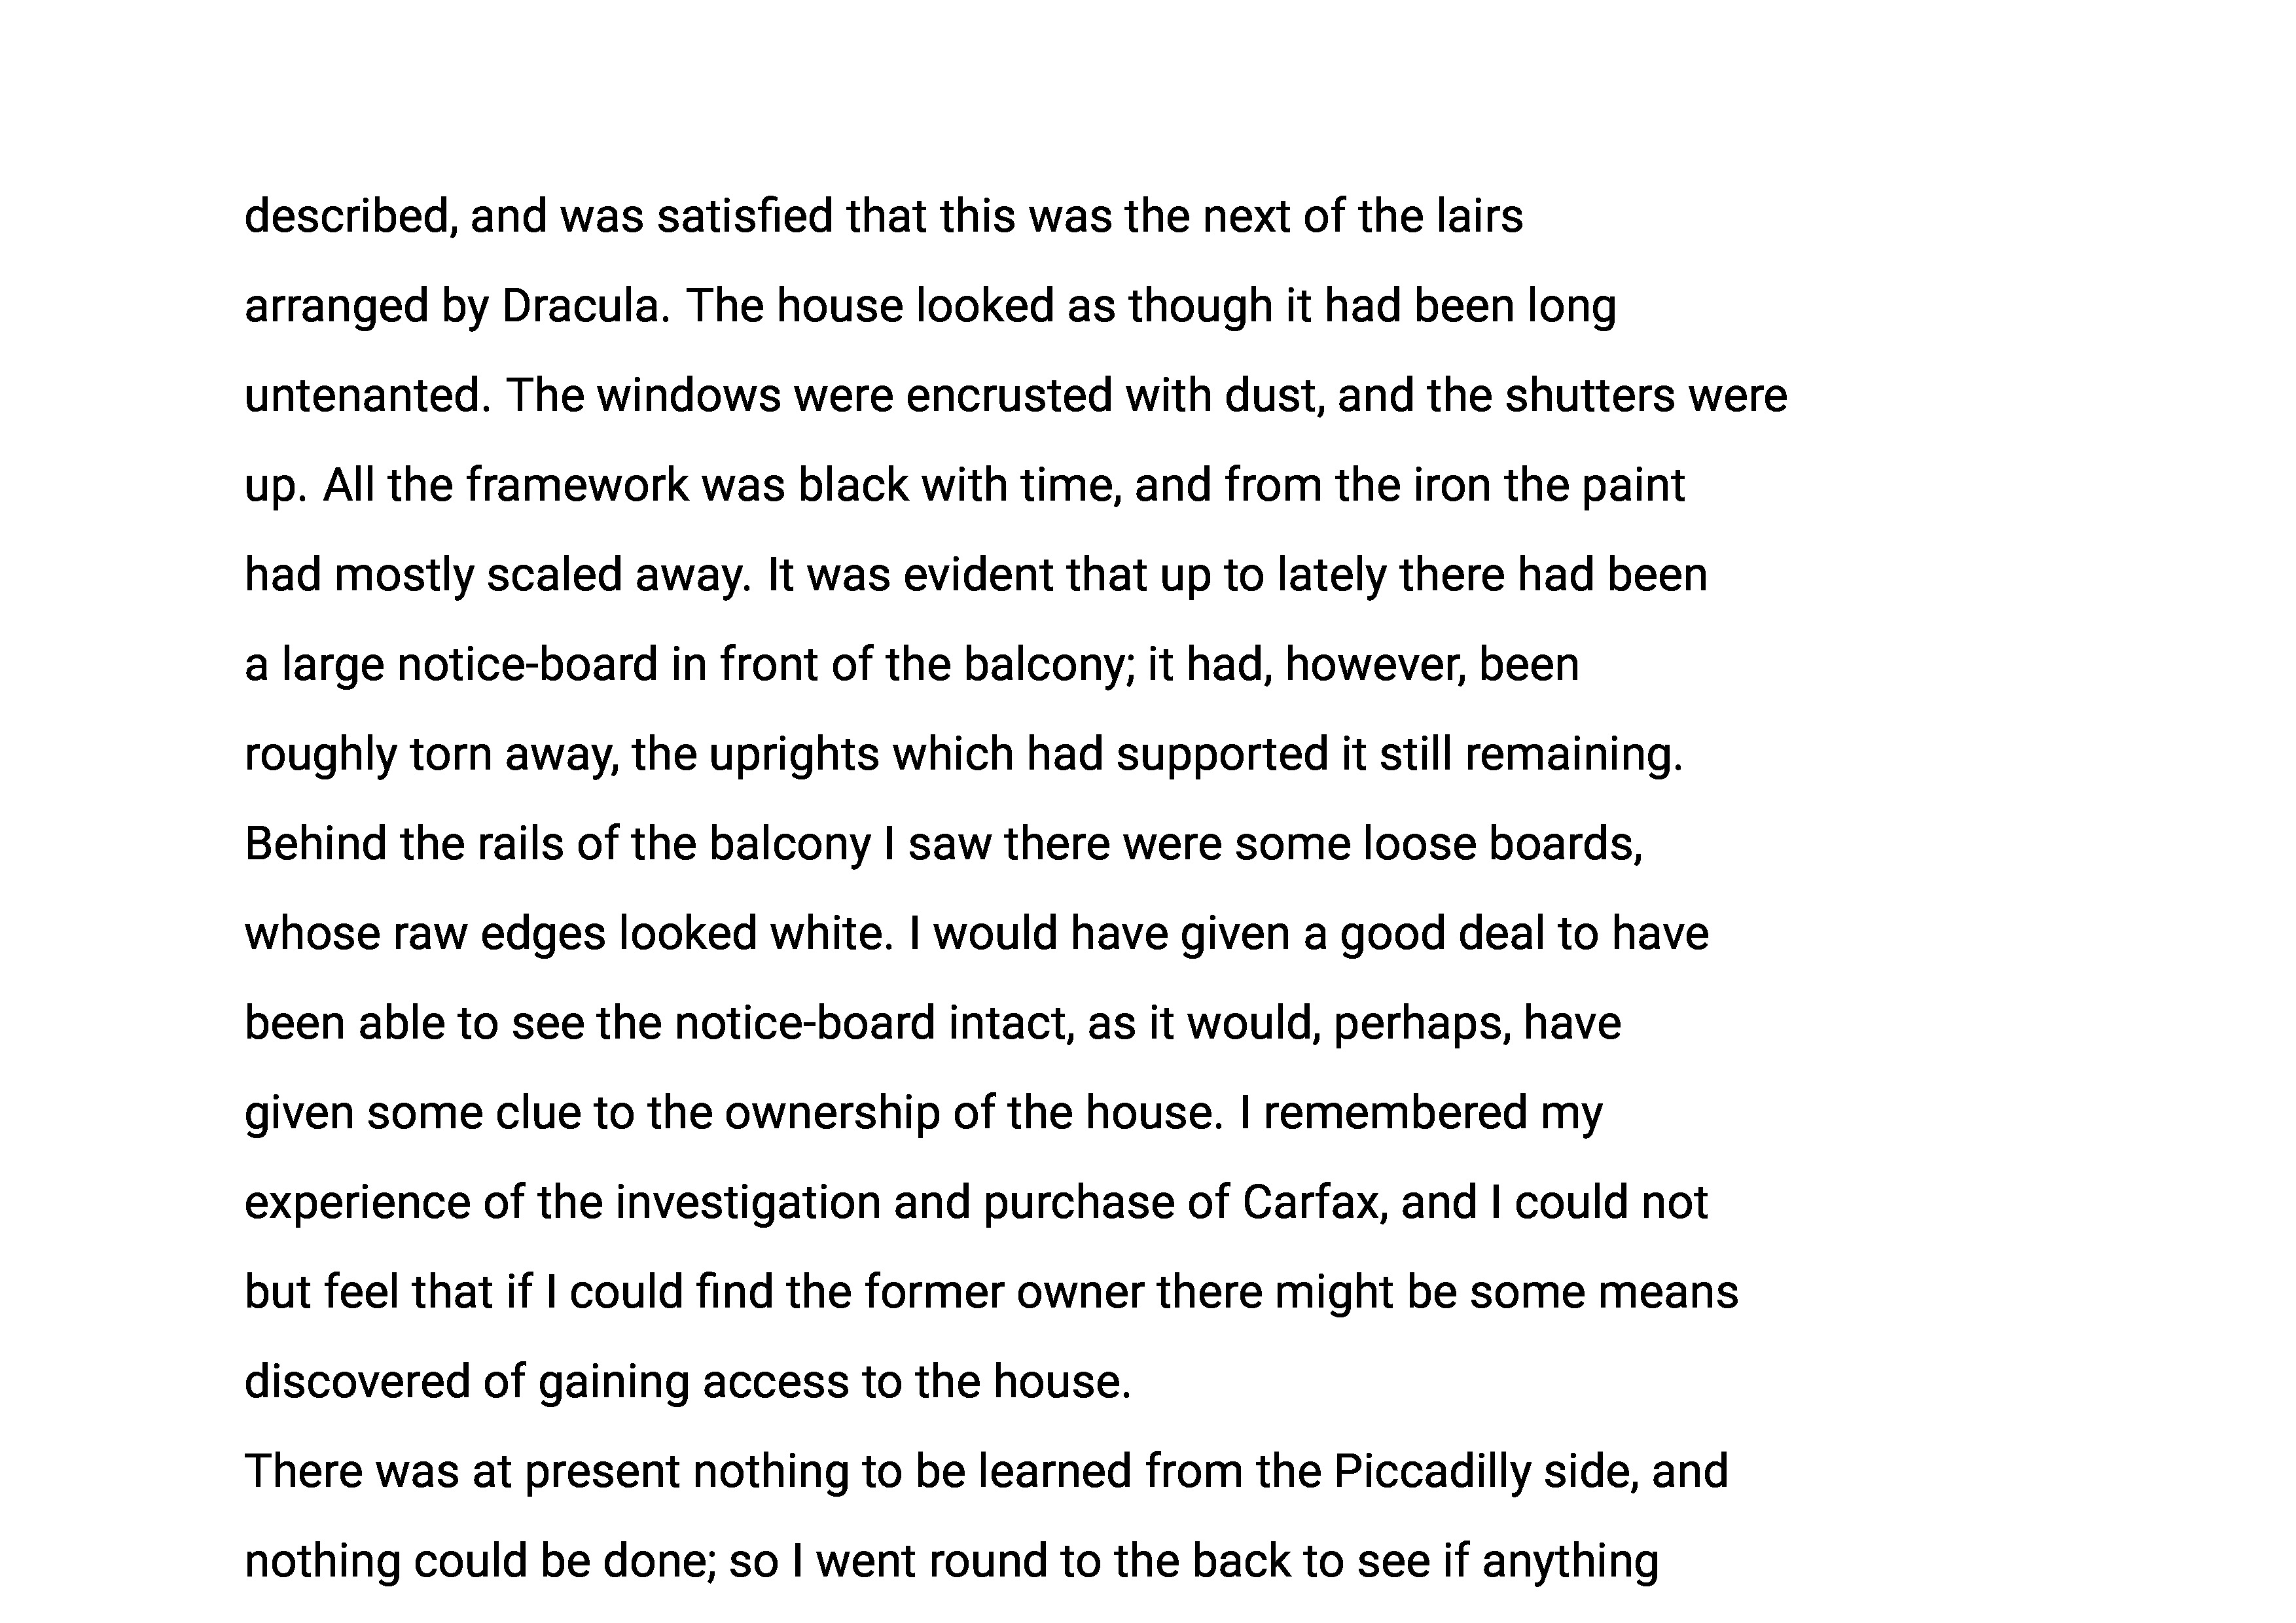 described, and was satisfied that this was the next of the lairs
arranged by Dracula. The house looked as though it had been long
untenanted. The windows were encrusted with dust, and the shutters were
up. All the framework was black with time, and from the iron the paint
had mostly scaled away. It was evident that up to lately there had been
a large notice-board in front of the balcony; it had, however, been
roughly torn away, the uprights which had supported it still remaining.
Behind the rails of the balcony I saw there were some loose boards,
whose raw edges looked white. I would have given a good deal to have
been able to see the notice-board intact, as it would, perhaps, have
given some clue to the ownership of the house. I remembered my
experience of the investigation and purchase of Carfax, and I could not
but feel that if I could find the former owner there might be some means
discovered of gaining access to the house.
There was at present nothing to be learned from the Piccadilly side, and
nothing could be done; so I went round to the back to see if anything